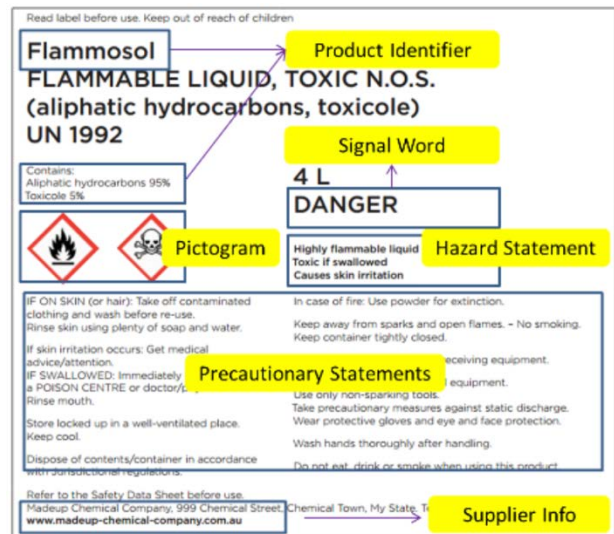 Read label before use. Keep out of reach of children
Flammosol
Product Identifier
FLAMMABLE LIQUID, TOXIC N.O.S.
(aliphatic hydrocarbons, toxicole)
UN 1992
Signal Word
Contains:
Aliphatic hydrocarbons 95%
Toxicole 5%
4 L
DANGER
Pictogram
Highly flammable liquid
Toxic if swallowed
Causes skin irritation
Hazard Statement
IF ON SKIN (or hair): Take off contaminated
clothing and wash before re-use.
Rinse skin using plenty of soap and water.
If skin irritation occurs: Get medical
advice/attention.
IF SWALLOWED: Immediately
a POISON CENTRE or
Rinse mouth.
Store locked up in a well-ventilated place.
Keep cool.
Dispose of contents/container in accordance
with Jurisdictional regulations.
Precautionary Statements
In case of fire: Use powder for extinction.
Keep away from sparks and open flames. – No smoking.
Keep container tightly closed.
receiving equipment.
equipment.
Use only non-sparking tools.
Take precautionary measures against static discharge.
Wear protective gloves and eye and face protection.
Wash hands thoroughly after handling.
Do not eat, drink or smoke when using this product
Refer to the Safety Data Sheet before use.
Madeup Chemical Company, 999 Chemical Street, Chemical Town, My State.
www.madeup-chemical-company.com.au
Supplier Info